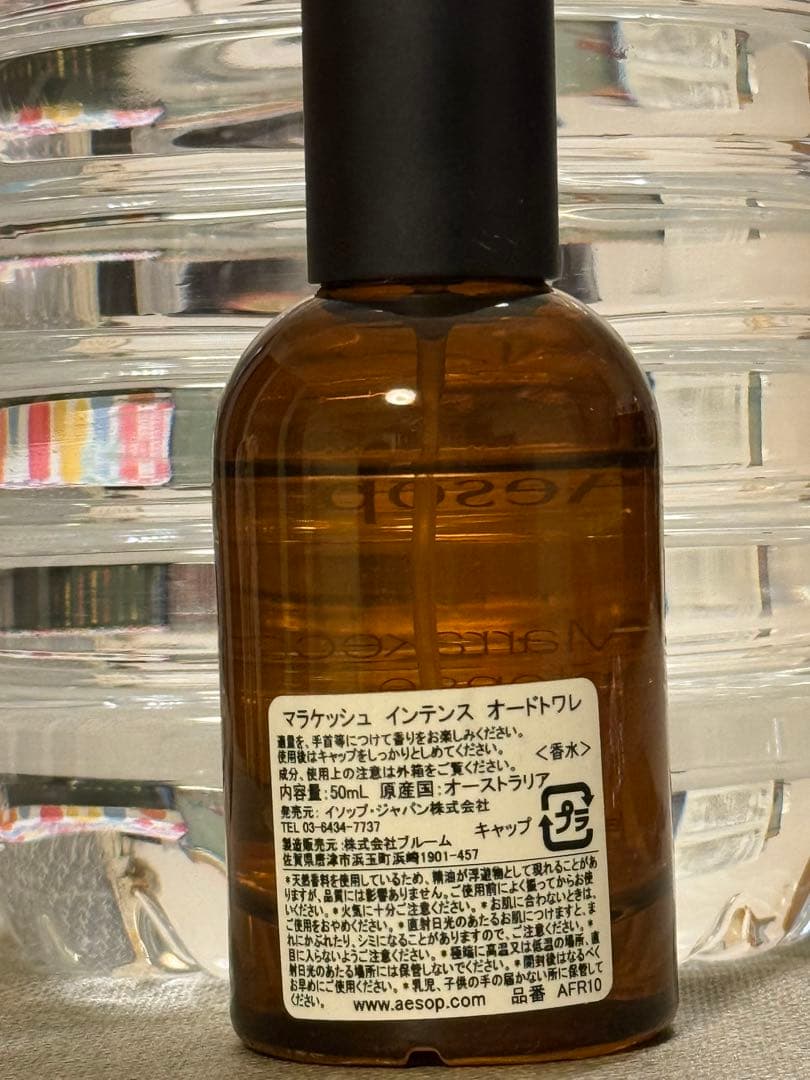 Aesop
Marrakech
Intense
マラケッシュ インテンス オードトワレ
適量を、手首等につけて香りをお楽しみください。
使用後はキャップをしっかりとしめてください。
成分、使用上の注意は外箱をご覧ください。
<香水>
内容量:50mL 原産国:オーストラリア
発売元:イソップ・ジャパン株式会社
TEL 03-6434-7737
キャップ プラ
製造販売元:株式会社ブルーム
佐賀県唐津市浜玉町浜崎1901-457
*天然香料を使用しているため、精油が浮遊物として現れることがあ
りますが、品質には影響ありません。ご使用前によく振ってからお使
いください。*火気に十分ご注意ください。*お肌に合わないときは、
ご使用をおやめください。*直射日光のあたるお肌につけますと、ま
れにかぶれたり、シミになることがありますので、ご注意ください。*
目に入らないようご注意ください。*極端に高温又は低温の場所、直
射日光のあたる場所には保管しないでください。*開封後はなるべく
お早めにご使用ください。*乳児、子供の手の届かない所に保管して
ください。
www.aesop.com 品番 AFR10